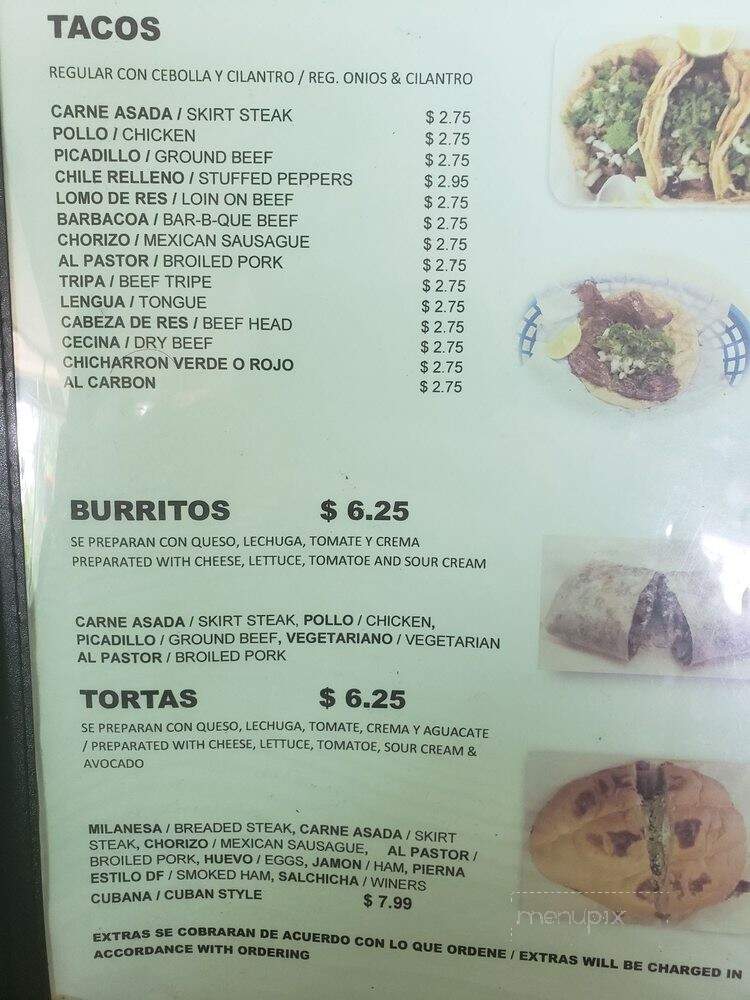 TACOS
REGULAR CON CEBOLLA Y CILANTRO / REG. ONIOS & CILANTRO
CARNE ASADA / SKIRT STEAK $ 2.75
POLLO / CHICKEN $ 2.75
PICADILLO / GROUND BEEF $ 2.75
CHILE RELLENO / STUFFED PEPPERS $ 2.95
LOMO DE RES / LOIN ON BEEF $ 2.75
BARBACOA / BAR-B-QUE BEEF $ 2.75
CHORIZO / MEXICAN SAUSAGUE $ 2.75
AL PASTOR / BROILED PORK $ 2.75
TRIPA / BEEF TRIPE $ 2.75
LENGUA / TONGUE $ 2.75
CABEZA DE RES / BEEF HEAD $ 2.75
CECINA / DRY BEEF $ 2.75
CHICHARRON VERDE O ROJO $ 2.75
AL CARBON $ 2.75
BURRITOS $ 6.25
SE PREPARAN CON QUESO, LECHUGA, TOMATE Y CREMA
PREPARATED WITH CHEESE, LETTUCE, TOMATOE AND SOUR CREAM
CARNE ASADA / SKIRT STEAK, POLLO / CHICKEN,
PICADILLO / GROUND BEEF, VEGETARIANO / VEGETARIAN
AL PASTOR / BROILED PORK
TORTAS $ 6.25
SE PREPARAN CON QUESO, LECHUGA, TOMATE, CREMA Y AGUACATE
/ PREPARATED WITH CHEESE, LETTUCE, TOMATOE, SOUR CREAM &
AVOCADO
MILANESA / BREADED STEAK, CARNE ASADA / SKIRT
STEAK, CHORIZO / MEXICAN SAUSAGUE, AL PASTOR /
BROILED PORK, HUEVO / EGGS, JAMON / HAM, PIERNA
ESTILO DF / SMOKED HAM, SALCHICHA / WINERS
CUBANA / CUBAN STYLE $ 7.99
menupix
EXTRAS SE COBRARAN DE ACUERDO CON LO QUE ORDENE / EXTRAS WILL BE CHARGED IN
ACCORDANCE WITH ORDERING